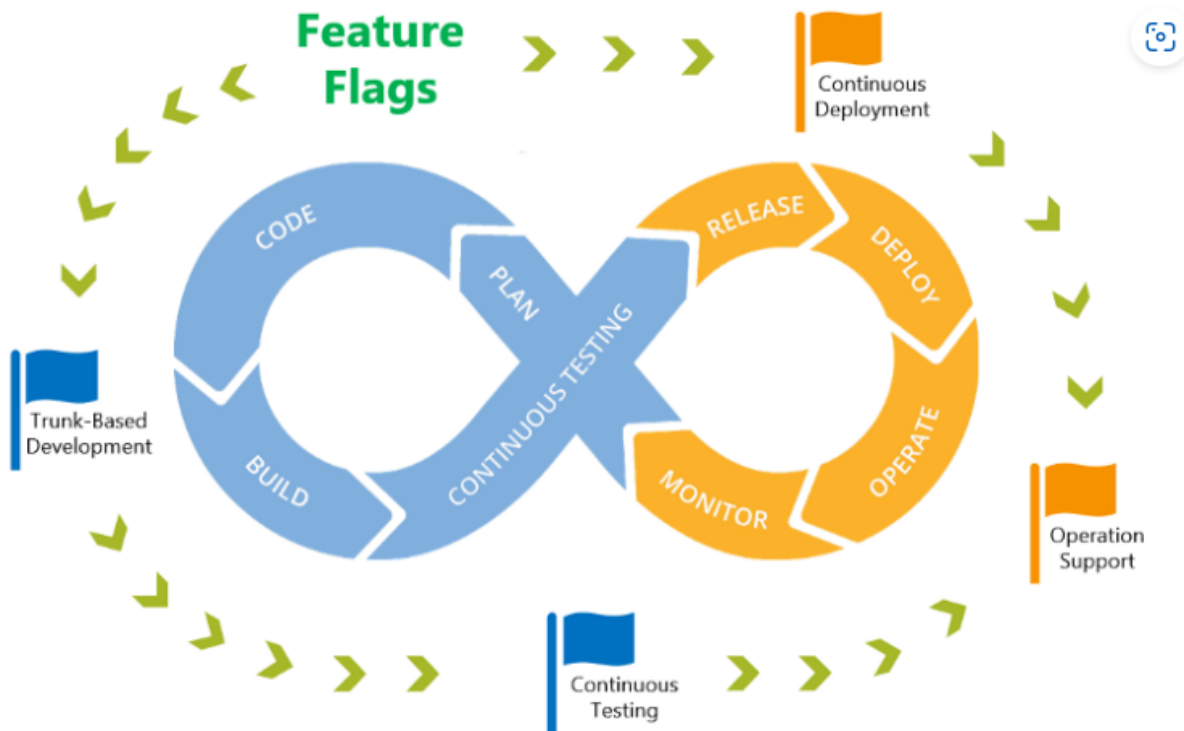 Feature
Flags
Continuous
Deployment
CODE
PLAN
RELEASE
DEPLOY
CONTINUOUS TESTING
Trunk-Based
Development
BUILD
MONITOR
OPERATE
Operation
Support
Continuous
Testing